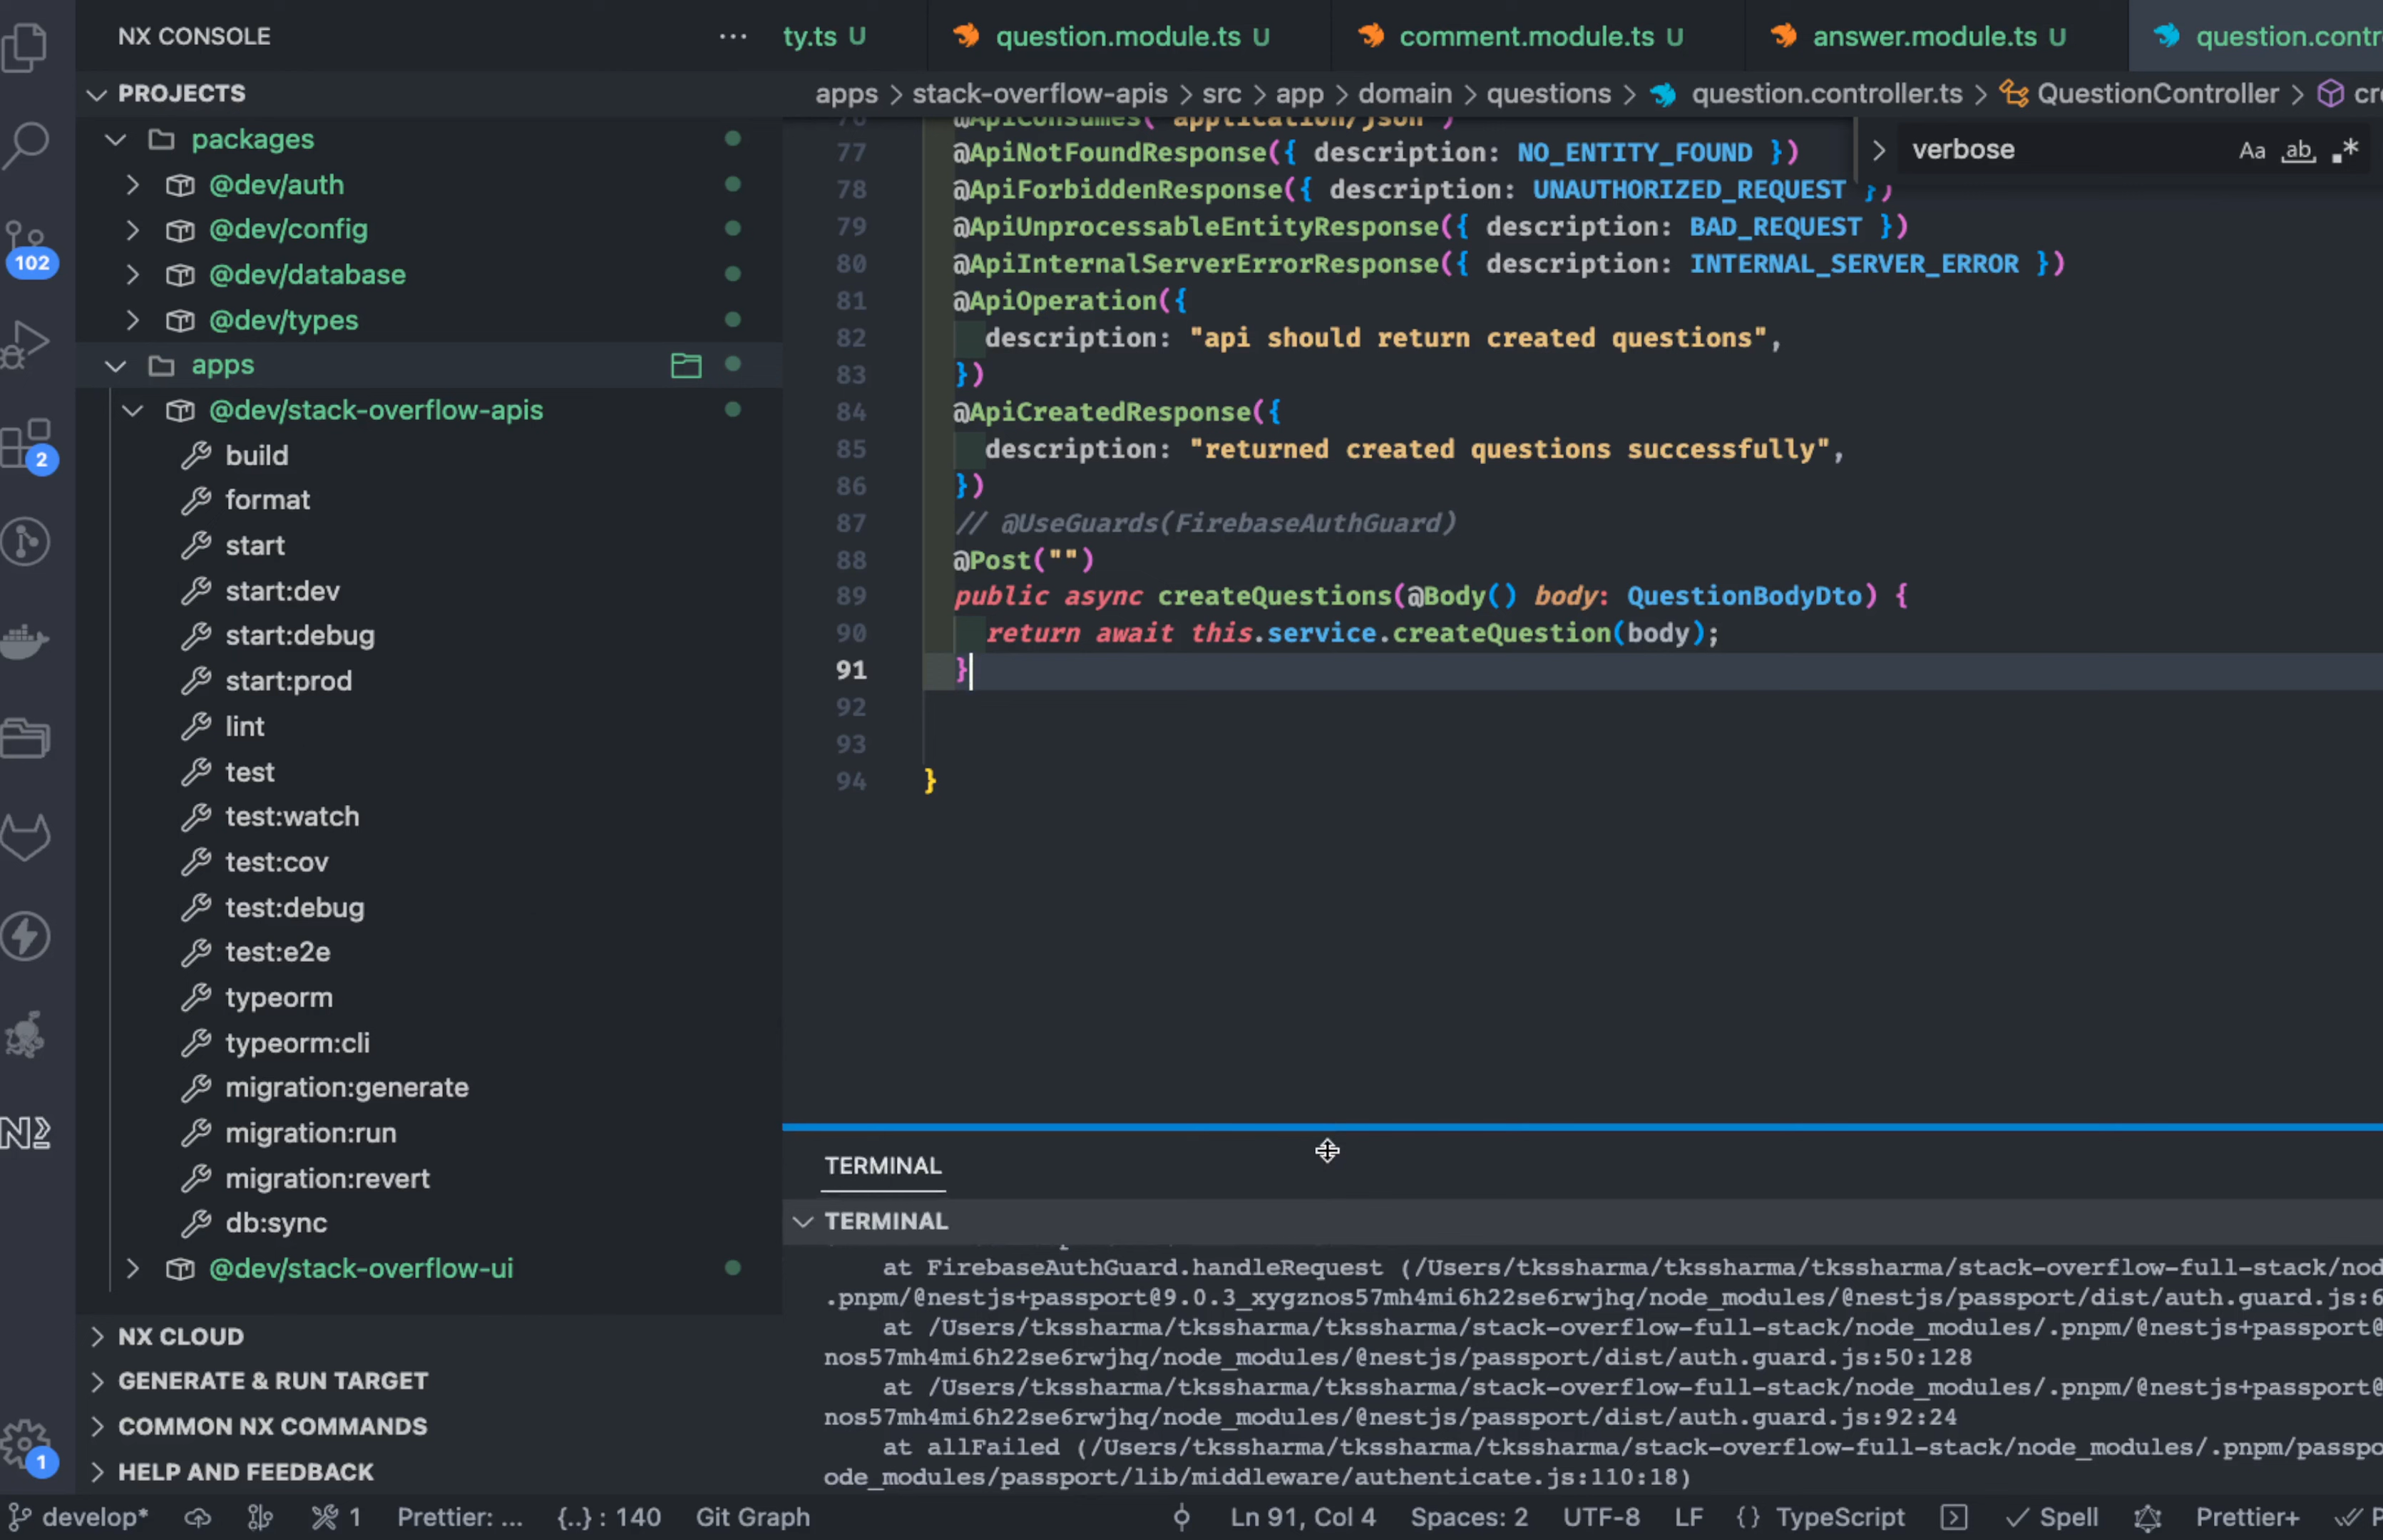 NX CONSOLE
PROJECTS
packages
@dev/auth
@dev/config
@dev/database
@dev/types
apps
@dev/stack-overflow-apis
build
format
start
start:dev
start:debug
start:prod
lint
test
test:watch
test:cov
test:debug
test:e2e
typeorm
typeorm:cli
migration:generate
migration:run
migration:revert
db:sync
@dev/stack-overflow-ui
NX CLOUD
GENERATE & RUN TARGET
COMMON NX COMMANDS
HELP AND FEEDBACK
102
2
1
ty.ts U question.module.ts U comment.module.ts U answer.module.ts U question.contr
apps > stack-overflow-apis > src > app > domain > questions > question.controller.ts > QuestionController > cr
verbose Aa ab .*
76 @ApiConsumes("application/json")
77 @ApiNotFoundResponse({ description: NO_ENTITY_FOUND })
78 @ApiForbiddenResponse({ description: UNAUTHORIZED_REQUEST })
79 @ApiUnprocessableEntityResponse({ description: BAD_REQUEST })
80 @ApiInternalServerErrorResponse({ description: INTERNAL_SERVER_ERROR })
81 @ApiOperation({
82 description: "api should return created questions",
83 })
84 @ApiCreatedResponse({
85 description: "returned created questions successfully",
86 })
87 // @UseGuards(FirebaseAuthGuard)
88 @Post("")
89 public async createQuestions(@Body() body: QuestionBodyDto) {
90 return await this.service.createQuestion(body);
91 }
92
93
94 }
TERMINAL
TERMINAL
at FirebaseAuthGuard.handleRequest (/Users/tkssharma/tkssharma/tkssharma/stack-overflow-full-stack/nod
.pnpm/@nestjs+passport@9.0.3_xygznos57mh4mi6h22se6rwjhq/node_modules/@nestjs/passport/dist/auth.guard.js:6
at /Users/tkssharma/tkssharma/tkssharma/stack-overflow-full-stack/node_modules/.pnpm/@nestjs+passport@
nos57mh4mi6h22se6rwjhq/node_modules/@nestjs/passport/dist/auth.guard.js:50:128
at /Users/tkssharma/tkssharma/tkssharma/stack-overflow-full-stack/node_modules/.pnpm/@nestjs+passport@
nos57mh4mi6h22se6rwjhq/node_modules/@nestjs/passport/dist/auth.guard.js:92:24
at allFailed (/Users/tkssharma/tkssharma/tkssharma/stack-overflow-full-stack/node_modules/.pnpm/passpo
ode_modules/passport/lib/middleware/authenticate.js:110:18)
develop* 1 Prettier: ... {..} : 140 Git Graph Ln 91, Col 4 Spaces: 2 UTF-8 LF {} TypeScript Spell Prettier+